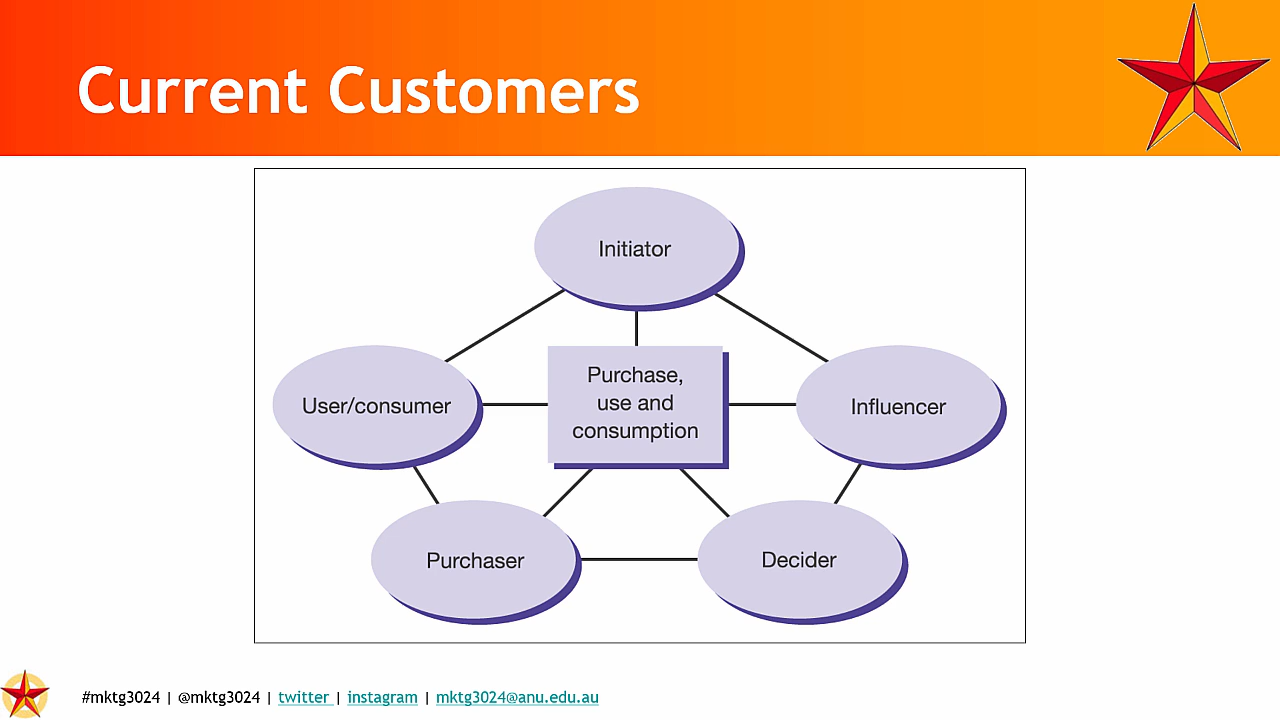 Current Customers
Initiator
Purchase,
use and
consumption
User/consumer
Influencer
Purchaser
Decider
#mktg3024 | @mktg3024 | twitter | instagram | mktg3024@anu.edu.au